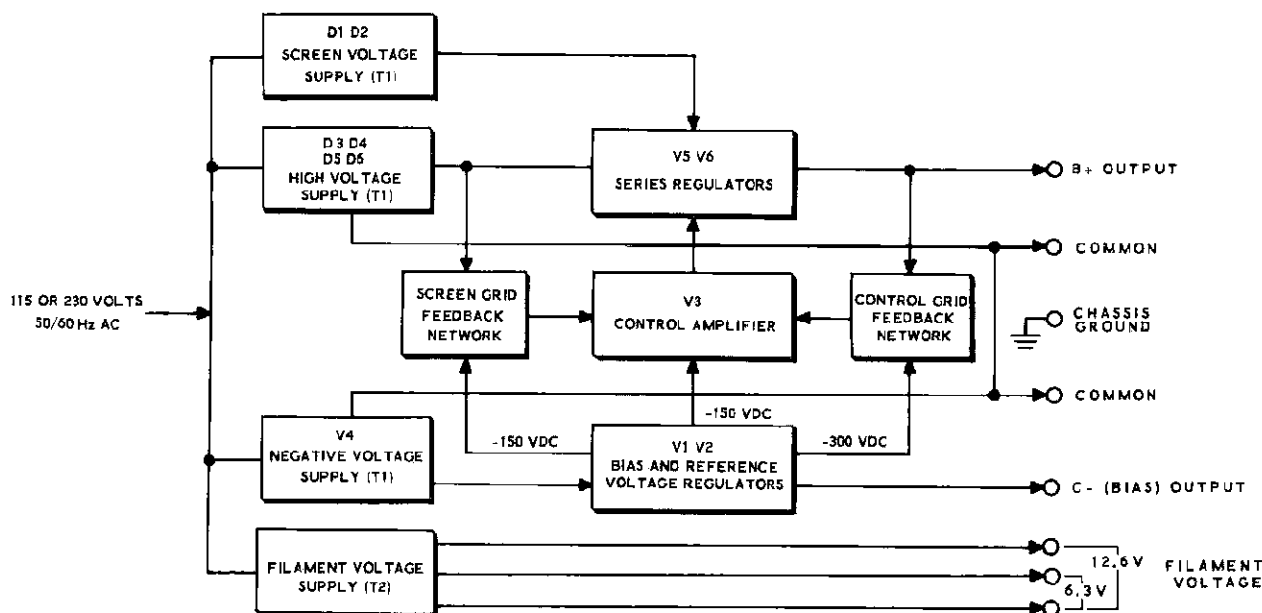 D1 D2
SCREEN VOLTAGE
SUPPLY (T1)
D3 D4
D5 D6
HIGH VOLTAGE
SUPPLY (T1)
V5 V6
SERIES REGULATORS
B+ OUTPUT
COMMON
115 OR 230 VOLTS
50/60 Hz AC
SCREEN GRID
FEEDBACK
NETWORK
V3
CONTROL AMPLIFIER
CONTROL GRID
FEEDBACK
NETWORK
CHASSIS
GROUND
COMMON
-150 VDC
-150 VDC
-300 VDC
V4
NEGATIVE VOLTAGE
SUPPLY (T1)
V1 V2
BIAS AND REFERENCE
VOLTAGE REGULATORS
C- (BIAS) OUTPUT
FILAMENT VOLTAGE
SUPPLY (T2)
12.6V
6.3V
FILAMENT
VOLTAGE